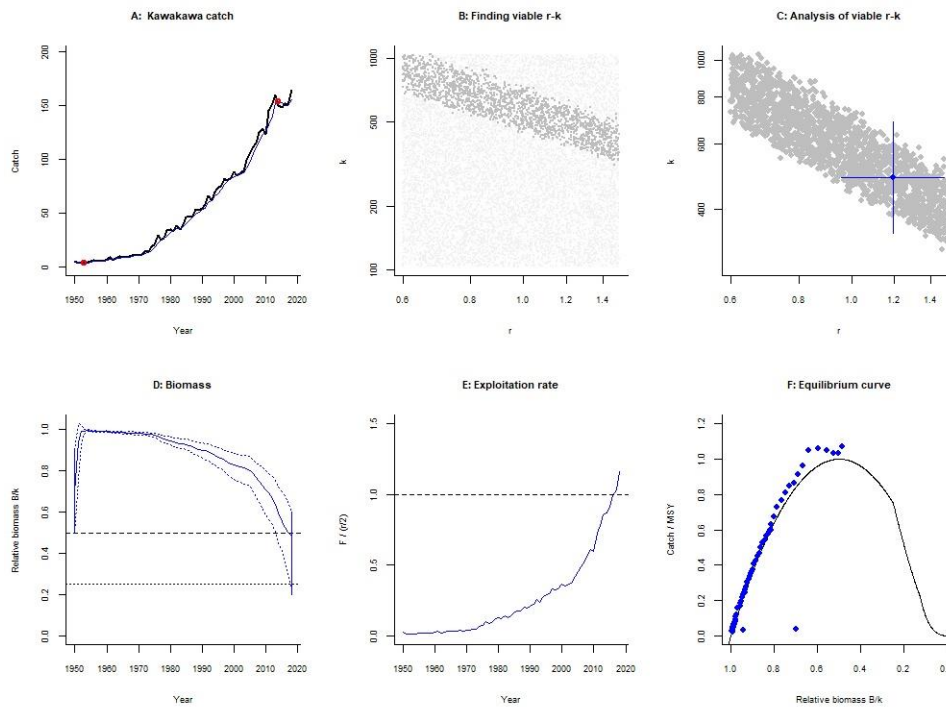 A: Kawakawa catch
B: Finding viable r-k
C: Analysis of viable r-k
200
150
100
50
0
Catch
1950 1960 1970 1980 1990 2000 2010 2020
Year
1000
500
200
100
k
0.6 0.8 1.0 1.2 1.4
r
1000
800
600
400
k
0.6 0.8 1.0 1.2 1.4
r
D: Biomass
E: Exploitation rate
F: Equilibrium curve
1.0
0.8
0.6
0.4
0.2
0.0
Relative biomass B/k
1950 1960 1970 1980 1990 2000 2010 2020
Year
1.5
1.0
0.5
0.0
F / (r/2)
1950 1960 1970 1980 1990 2000 2010 2020
Year
1.2
1.0
0.8
0.6
0.4
0.2
0.0
Catch / MSY
1.0 0.8 0.6 0.4 0.2
Relative biomass B/k